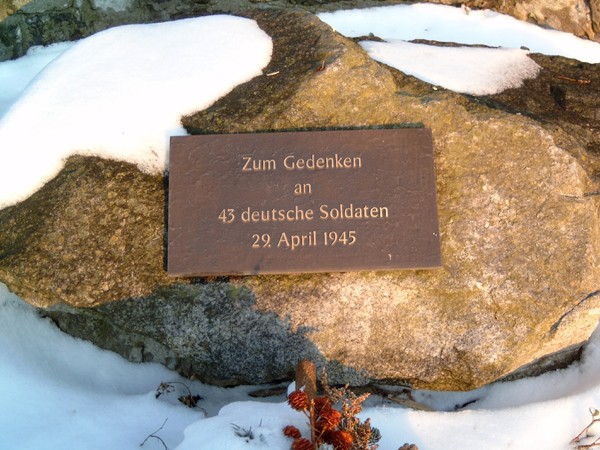 Zum Gedenken
an
43 deutsche Soldaten
29. April 1945